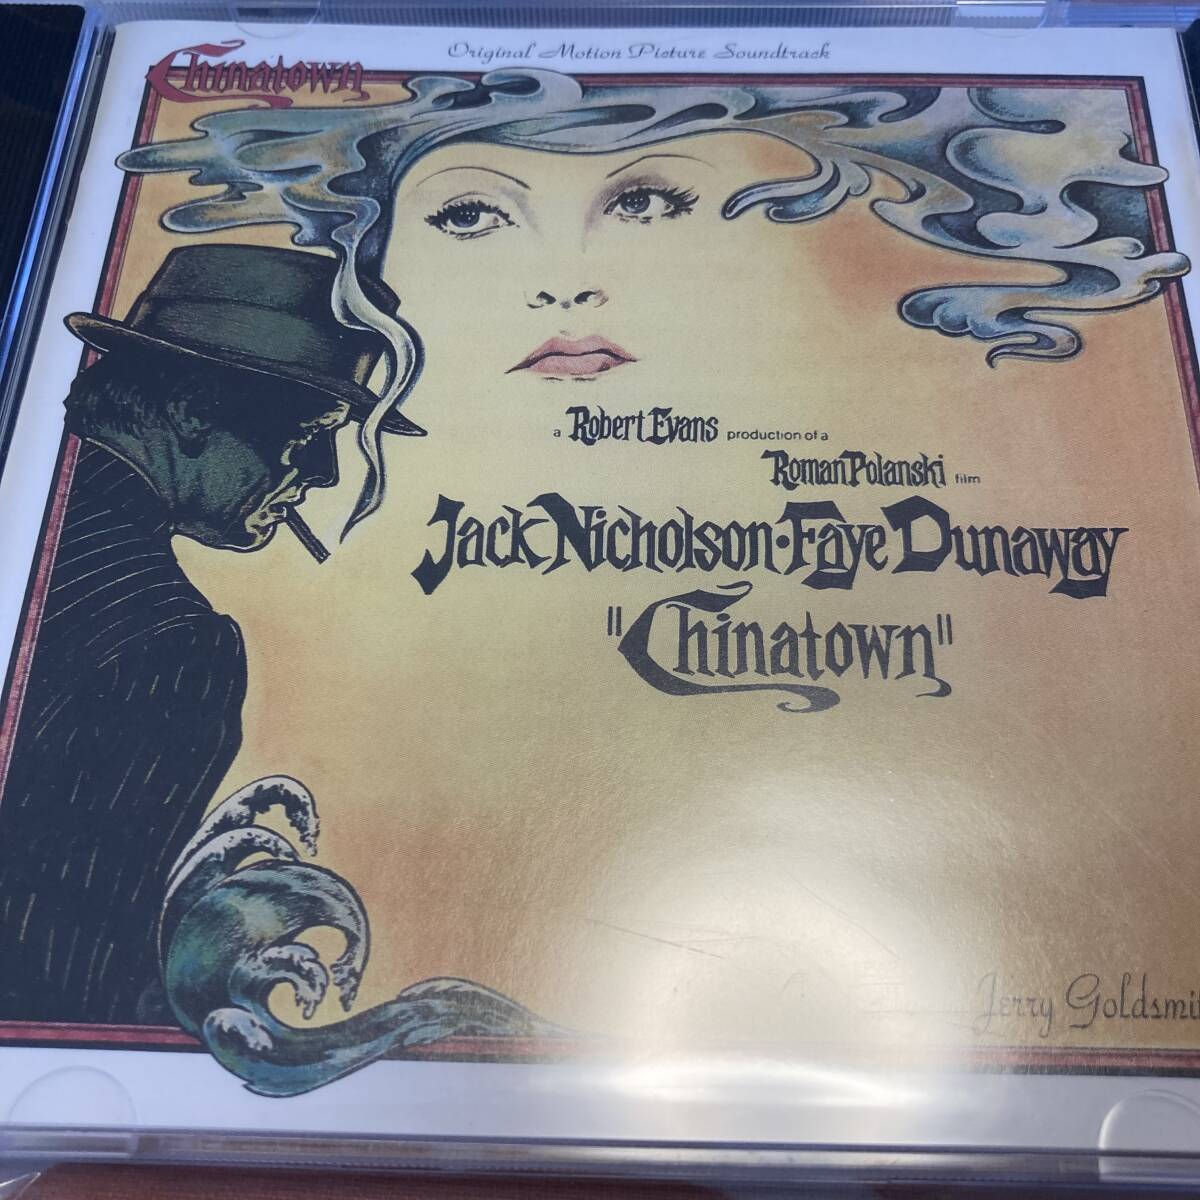 Original Motion Picture Soundtrack
Chinatown
a Robert Evans production of a
Roman Polanski film
Jack Nicholson · Faye Dunaway
"Chinatown"
Jerry Goldsmi